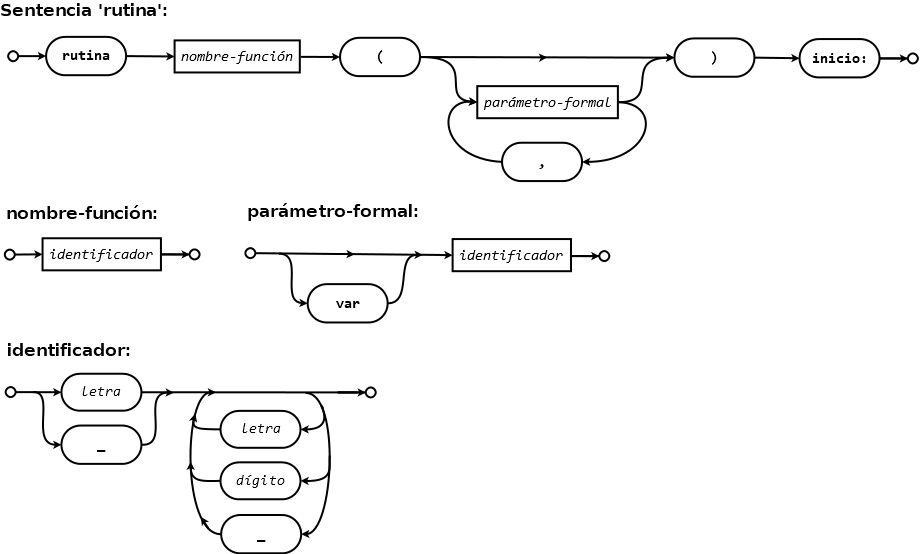 Sentencia 'rutina':
rutina nombre-función ( ) inicio:
parámetro-formal
,
nombre-función: parámetro-formal:
identificador identificador
var
identificador:
letra
_ letra
dígito
_